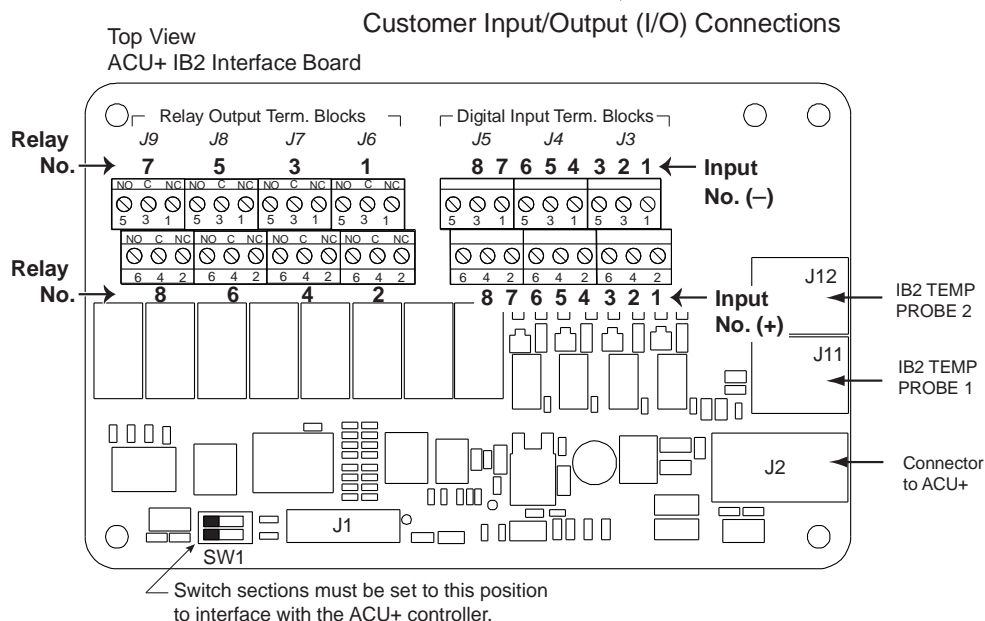 Customer Input/Output (I/O) Connections
Top View
ACU+ IB2 Interface Board
Relay Output Term. Blocks
Digital Input Term. Blocks
J9 J8 J7 J6 J5 J4 J3
Relay No. 7 5 3 1
8 7 6 5 4 3 2 1 Input No. (–)
NO C NC NO C NC NO C NC NO C NC
5 3 1 5 3 1 5 3 1 5 3 1 5 3 1 5 3 1 5 3 1
NO C NC NO C NC NO C NC NO C NC
6 4 2 6 4 2 6 4 2 6 4 2 6 4 2 6 4 2 6 4 2
Relay No. 8 6 4 2
8 7 6 5 4 3 2 1 Input No. (+)
J12
IB2 TEMP
PROBE 2
J11
IB2 TEMP
PROBE 1
J2
Connector
to ACU+
J1
SW1
Switch sections must be set to this position
to interface with the ACU+ controller.